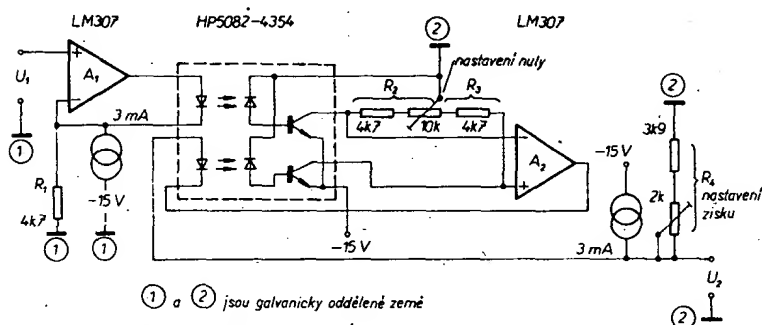 LM307
HP5082-4354
LM307
2
nastavení nuly
U₁
+
-
A₁
R₂
R₃
2
3 mA
4k7
10k
4k7
3k9
1
R₁
4k7
-15 V
1
1
-
+
A₂
-15 V
2k
R₄
nastavení
zisku
-15 V
3 mA
U₂
1 a 2 jsou galvanicky oddělené země
2